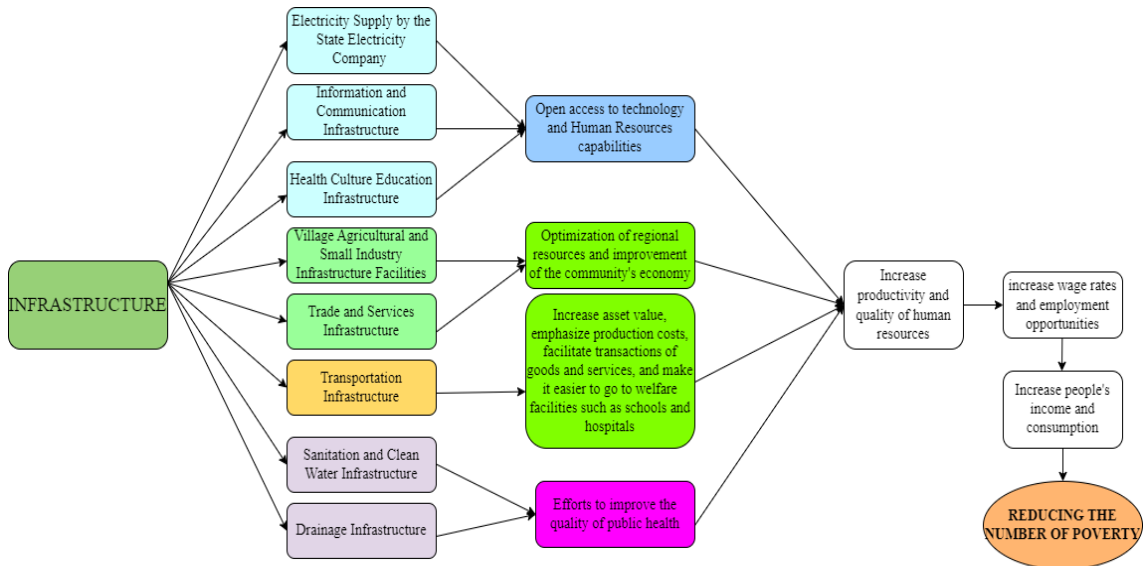 INFRASTRUCTURE
Electricity Supply by the
State Electricity
Company
Information and
Communication
Infrastructure
Health Culture Education
Infrastructure
Village Agricultural and
Small Industry
Infrastructure Facilities
Trade and Services
Infrastructure
Transportation
Infrastructure
Sanitation and Clean
Water Infrastructure
Drainage Infrastructure
Open access to technology
and Human Resources
capabilities
Optimization of regional
resources and improvement
of the community's economy
Increase asset value,
emphasize production costs,
facilitate transactions of
goods and services, and make
it easier to go to welfare
facilities such as schools and
hospitals
Efforts to improve the
quality of public health
Increase
productivity and
quality of human
resources
increase wage rates
and employment
opportunities
Increase people's
income and
consumption
REDUCING THE
NUMBER OF POVERTY